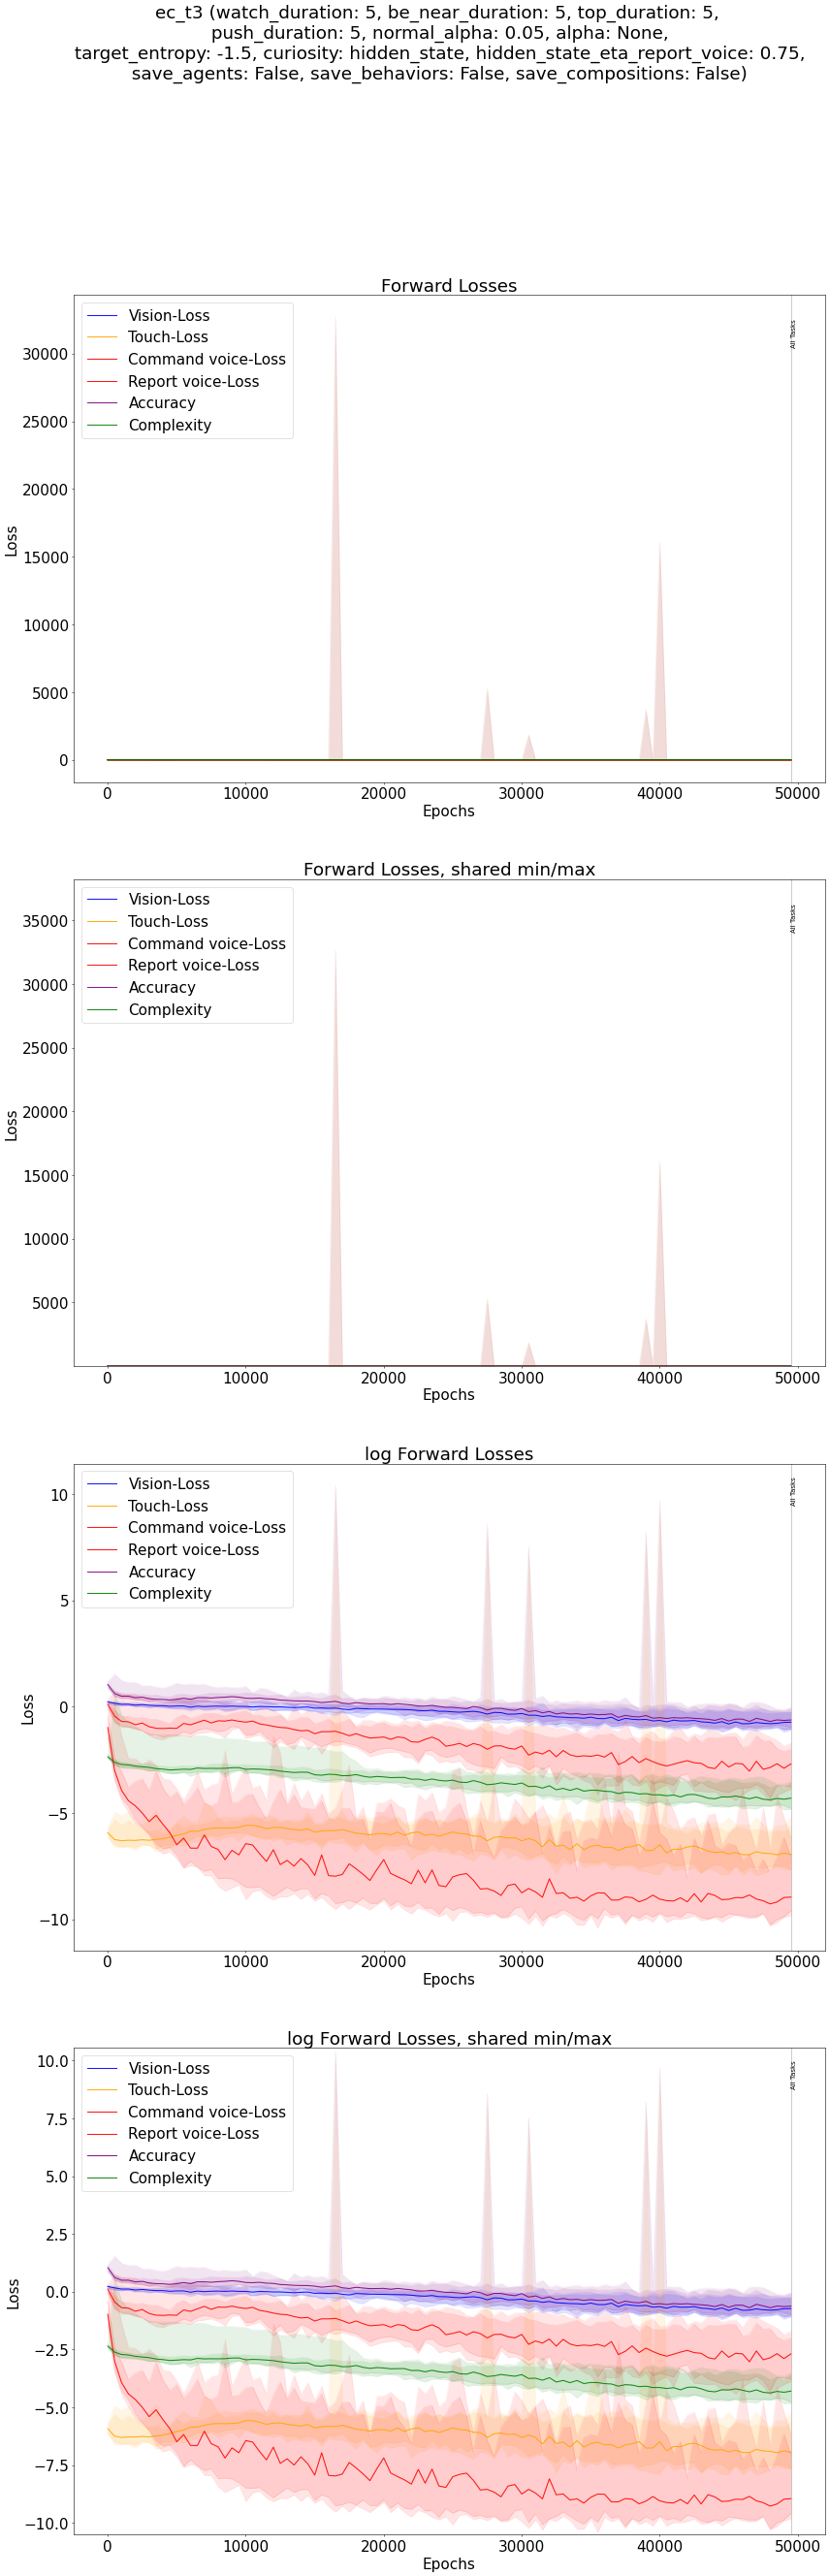 ec_t3 (watch_duration: 5, be_near_duration: 5, top_duration: 5,
push_duration: 5, normal_alpha: 0.05, alpha: None,
target_entropy: -1.5, curiosity: hidden_state, hidden_state_eta_report_voice: 0.75,
save_agents: False, save_behaviors: False, save_compositions: False)
Forward Losses
Vision-Loss
Touch-Loss
Command voice-Loss
Report voice-Loss
Accuracy
Complexity
All Tasks
30000
25000
20000
15000
10000
5000
0
Loss
0 10000 20000 30000 40000 50000
Epochs
Forward Losses, shared min/max
Vision-Loss
Touch-Loss
Command voice-Loss
Report voice-Loss
Accuracy
Complexity
All Tasks
35000
30000
25000
20000
15000
10000
5000
Loss
0 10000 20000 30000 40000 50000
Epochs
log Forward Losses
Vision-Loss
Touch-Loss
Command voice-Loss
Report voice-Loss
Accuracy
Complexity
All Tasks
10
5
0
−5
−10
Loss
0 10000 20000 30000 40000 50000
Epochs
log Forward Losses, shared min/max
Vision-Loss
Touch-Loss
Command voice-Loss
Report voice-Loss
Accuracy
Complexity
All Tasks
10.0
7.5
5.0
2.5
0.0
−2.5
−5.0
−7.5
−10.0
Loss
0 10000 20000 30000 40000 50000
Epochs